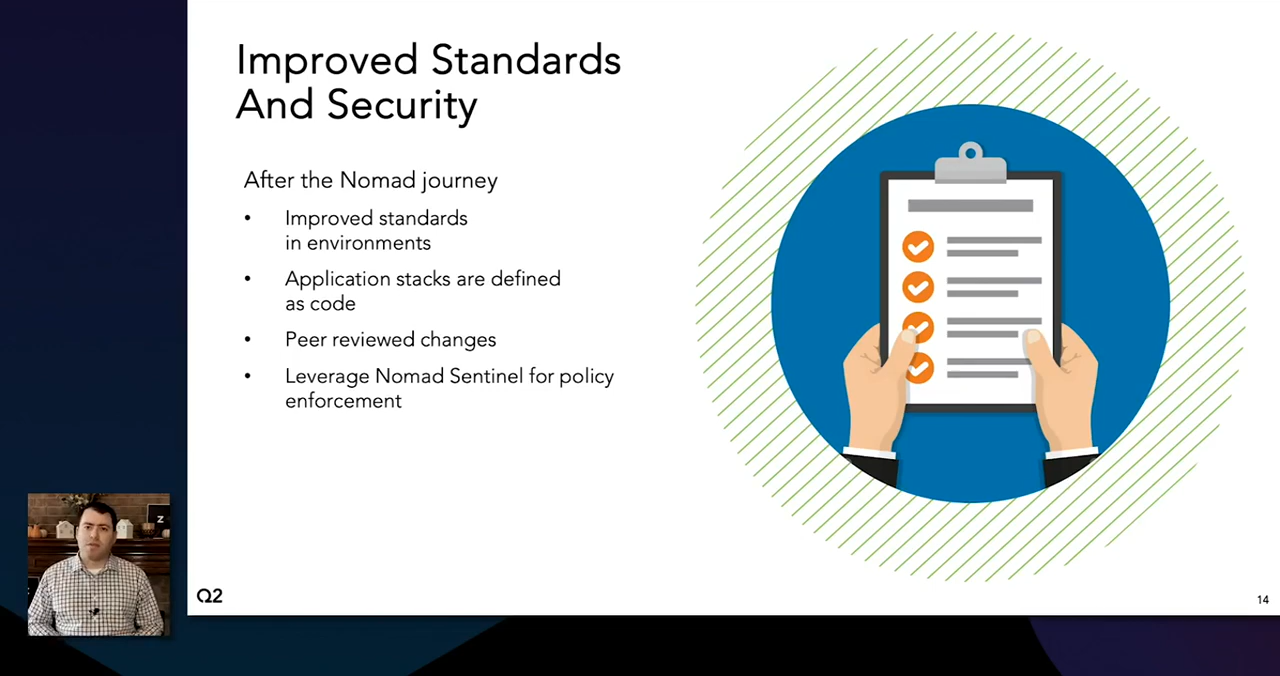 Improved Standards
And Security
After the Nomad journey
• Improved standards
in environments
• Application stacks are defined
as code
• Peer reviewed changes
• Leverage Nomad Sentinel for policy
enforcement
Z
Q2
14